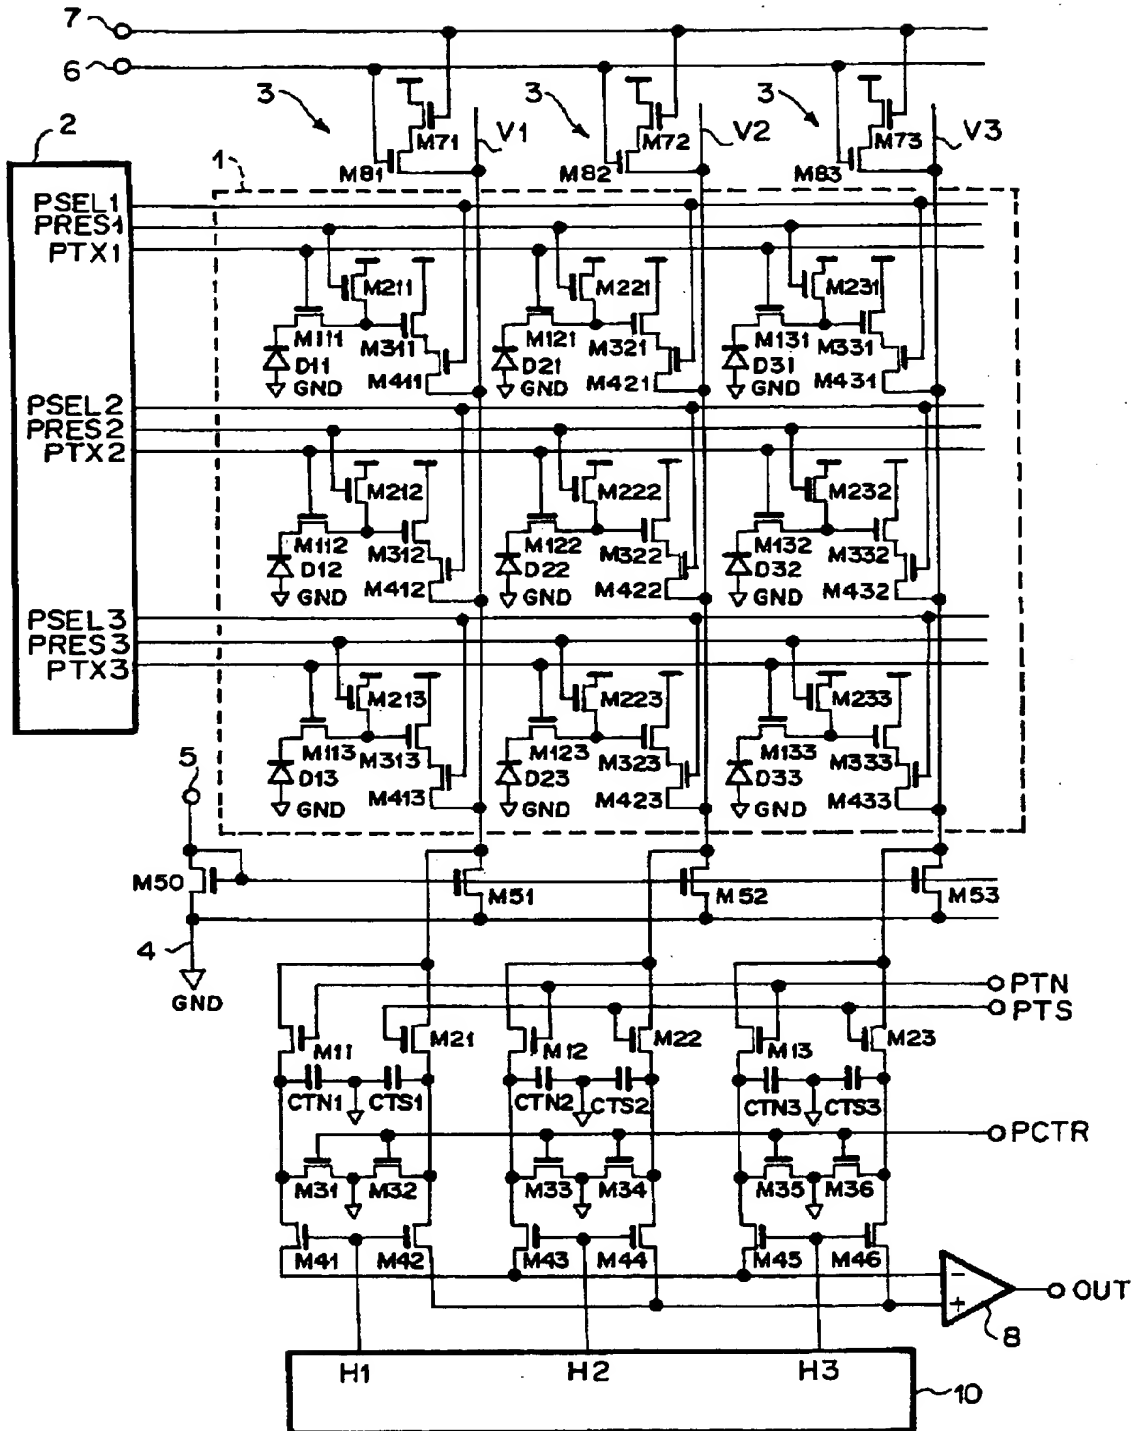 7
6
3 3 3
2 V1 V2 V3
M71 M72 M73
1 M81 M82 M83
PSEL1
PRES1
PTX1
M211 M221 M231
M111 M311 M121 M321 M131 M331
D11 M411 D21 M421 D31 M431
GND GND GND
PSEL2
PRES2
PTX2
M212 M222 M232
M112 M312 M122 M322 M132 M332
D12 M412 D22 M422 D32 M432
GND GND GND
PSEL3
PRES3
PTX3
M213 M223 M233
M113 M313 M123 M323 M133 M333
D13 M413 D23 M423 D33 M433
GND GND GND
5
M50 M51 M52 M53
4
GND
PTN
PTS
M11 M21 M12 M22 M13 M23
CTN1 CTS1 CTN2 CTS2 CTN3 CTS3
PCTR
M31 M32 M33 M34 M35 M36
M41 M42 M43 M44 M45 M46
- OUT
+
8
H1 H2 H3
10